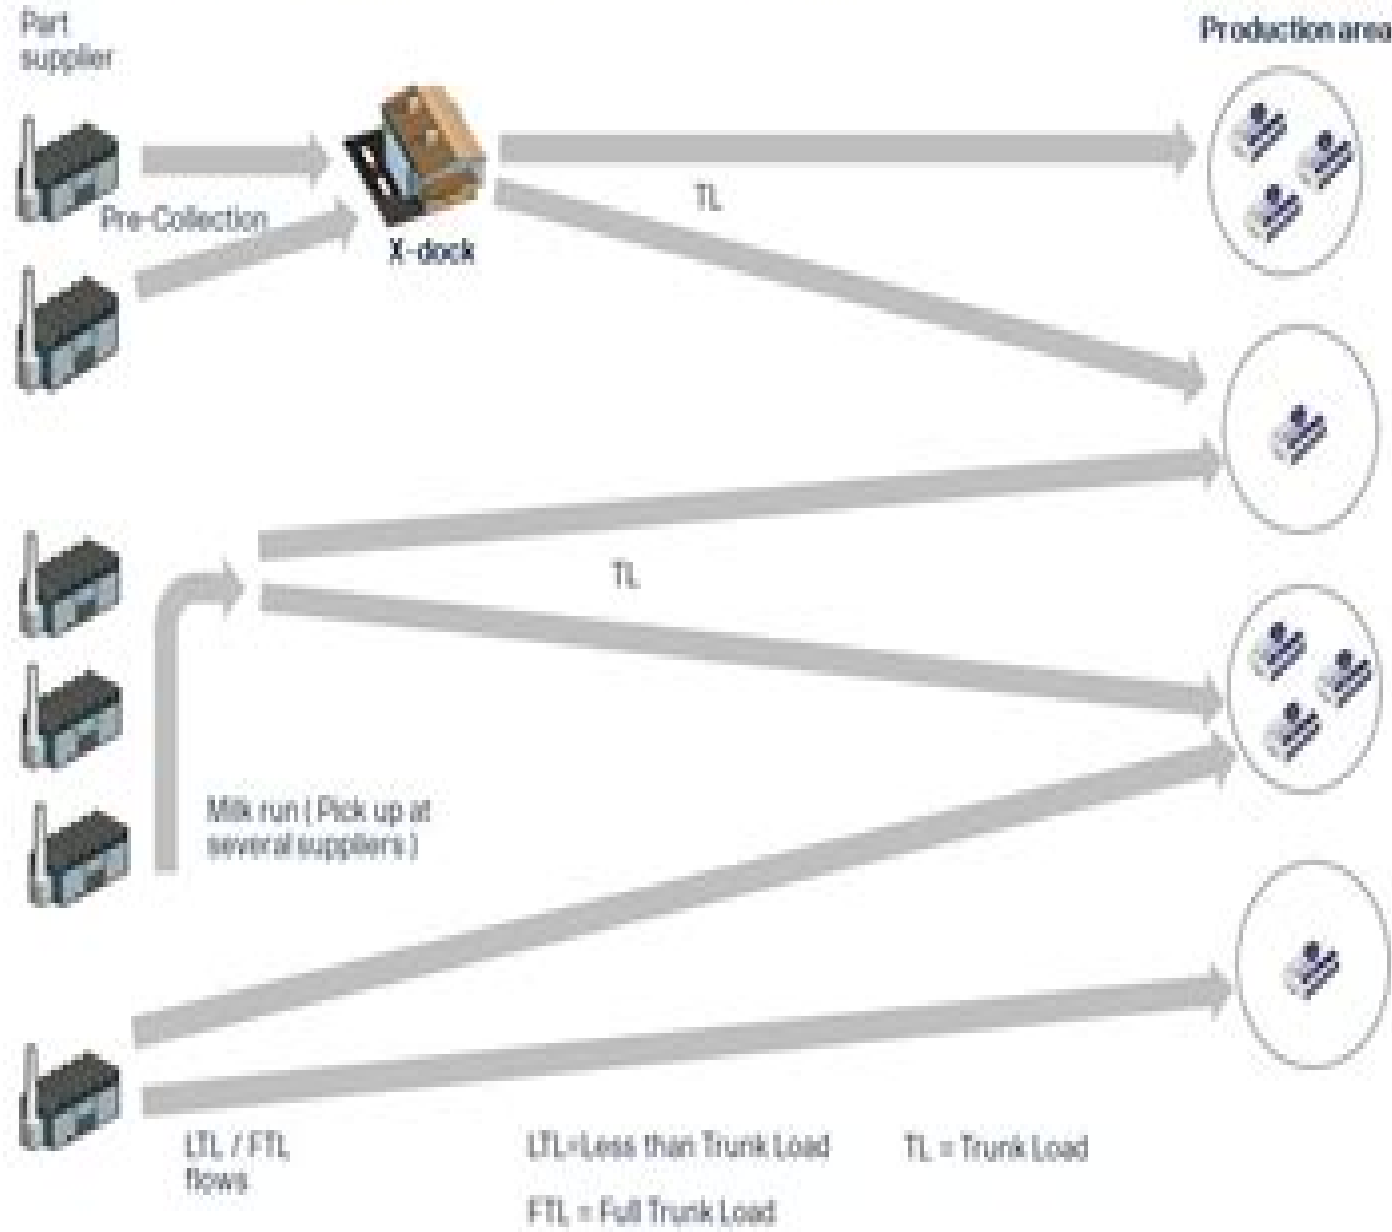 Part
supplier
Production area
Pre-Collection
TL
X-dock
TL
Milk run ( Pick up at
several suppliers )
LTL / FTL
flows
LTL=Less than Trunk Load
TL = Trunk Load
FTL = Full Trunk Load